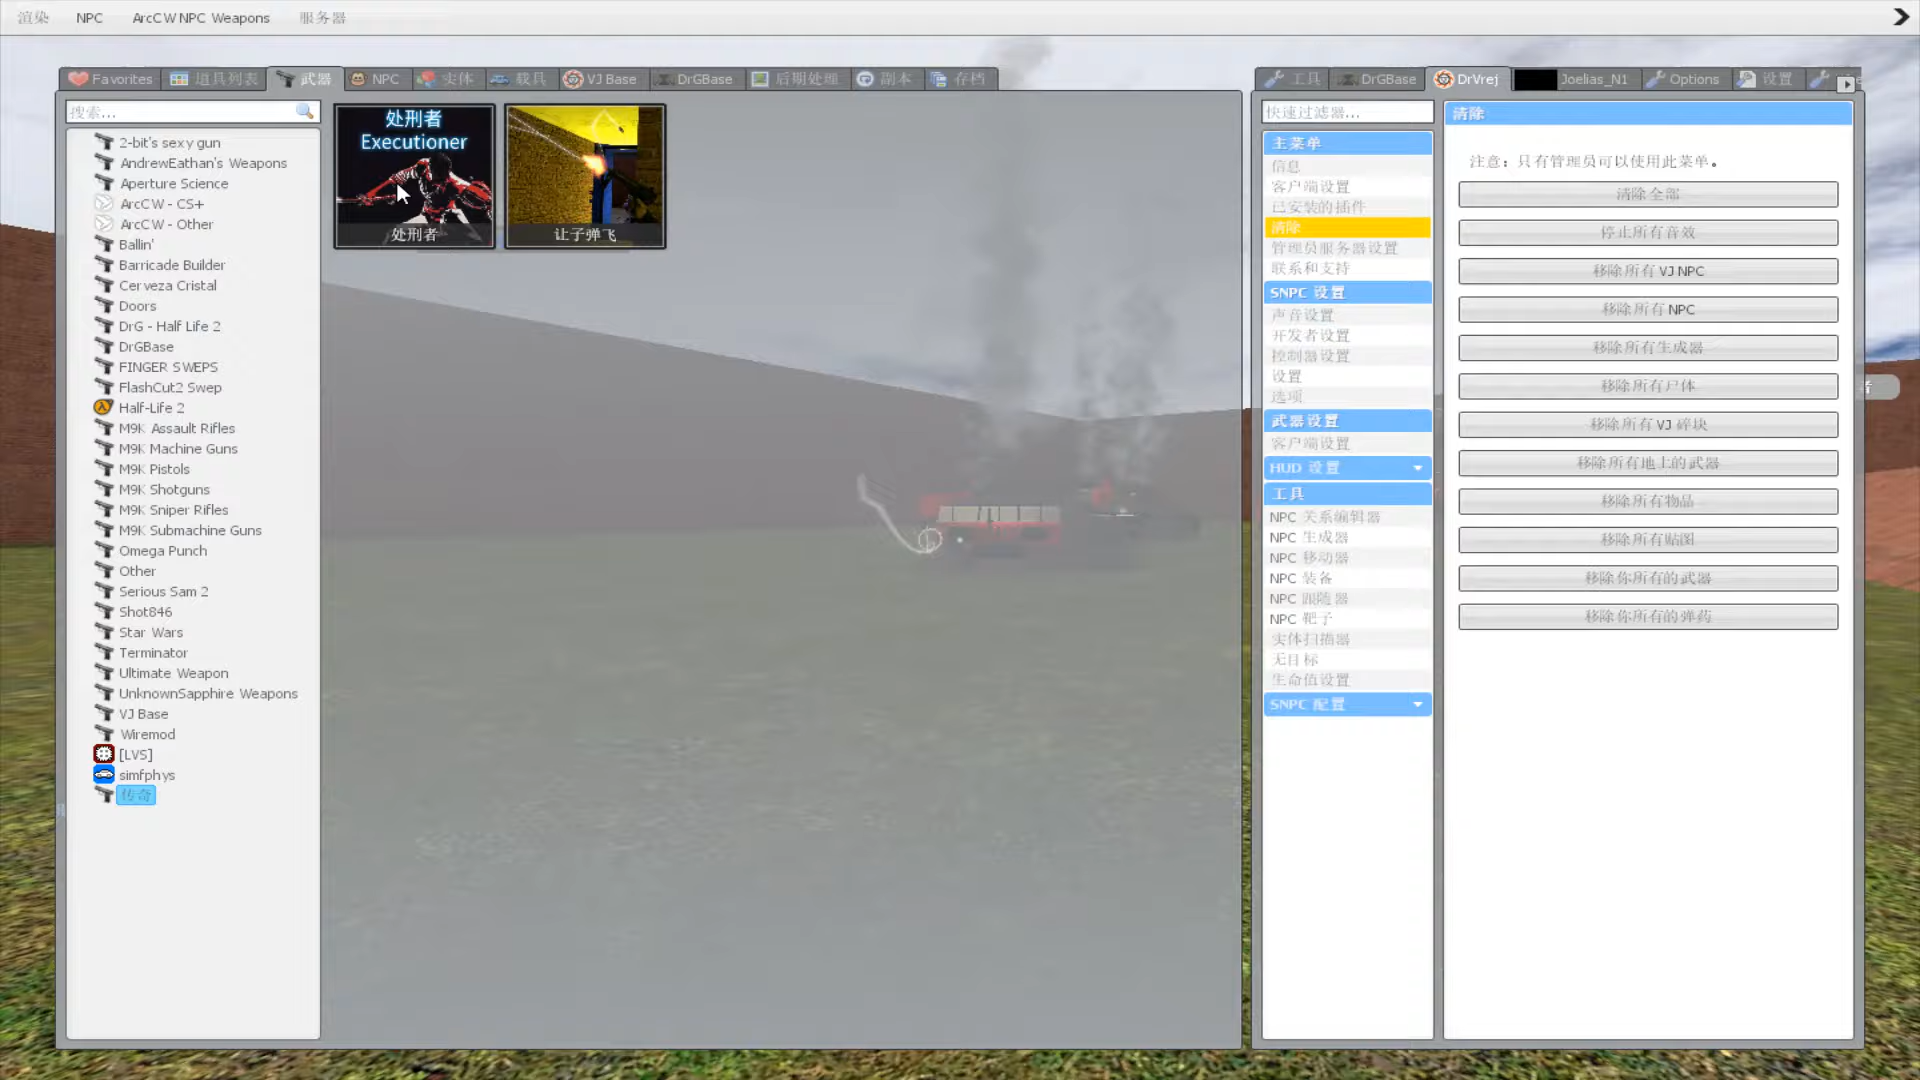 渲染 NPC ArcCW NPC Weapons 服务器
Favorites 道具列表 武器 NPC 实体 载具 VJ Base DrGBase 后期处理 副本 存档
搜索...
2-bit's sexy gun
AndrewEathan's Weapons
Aperture Science
ArcCW - CS+
ArcCW - Other
Ballin'
Barricade Builder
Cerveza Cristal
Doors
DrG - Half Life 2
DrGBase
FINGER SWEPS
FlashCut2 Swep
Half-Life 2
M9K Assault Rifles
M9K Machine Guns
M9K Pistols
M9K Shotguns
M9K Sniper Rifles
M9K Submachine Guns
Omega Punch
Other
Serious Sam 2
Shot846
Star Wars
Terminator
Ultimate Weapon
UnknownSapphire Weapons
VJ Base
Wiremod
[LVS]
simfphys
传奇
处刑者
Executioner
处刑者
让子弹飞
工具 DrGBase DrVrej Joelias_N1 Options 设置
快速过滤器...
主菜单
信息
客户端设置
已安装的插件
清除
管理员服务器设置
联系和支持
SNPC 设置
声音设置
开发者设置
控制器设置
设置
选项
武器设置
客户端设置
HUD 设置
工具
NPC 关系编辑器
NPC 生成器
NPC 移动器
NPC 装备
NPC 跟随器
NPC 靶子
实体扫描器
无目标
生命值设置
SNPC 配置
清除
注意：只有管理员可以使用此菜单。
清除全部
停止所有音效
移除所有 VJ NPC
移除所有 NPC
移除所有生成器
移除所有尸体
移除所有 VJ 碎块
移除所有地上的武器
移除所有物品
移除所有贴图
移除你所有的武器
移除你所有的弹药
者